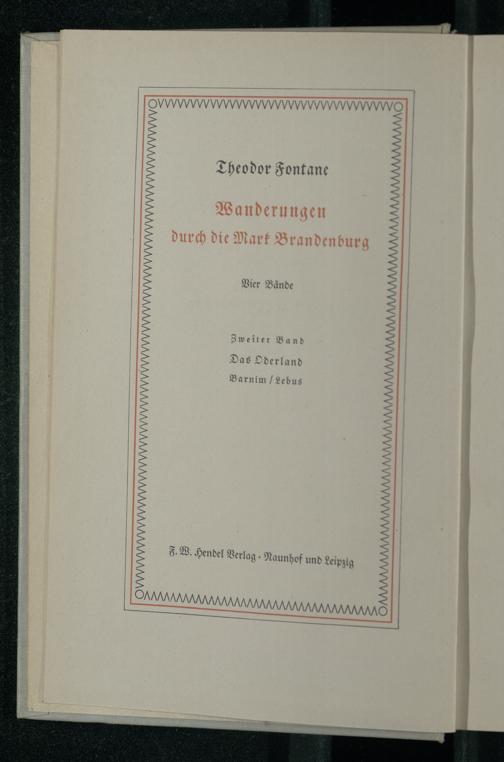 Theodor Fontane
Wanderungen
durch die Mark Brandenburg
Vier Bände
Zweiter Band
Das Oderland
Barnim / Lebus
F. W. Hendel Verlag · Naunhof und Leipzig